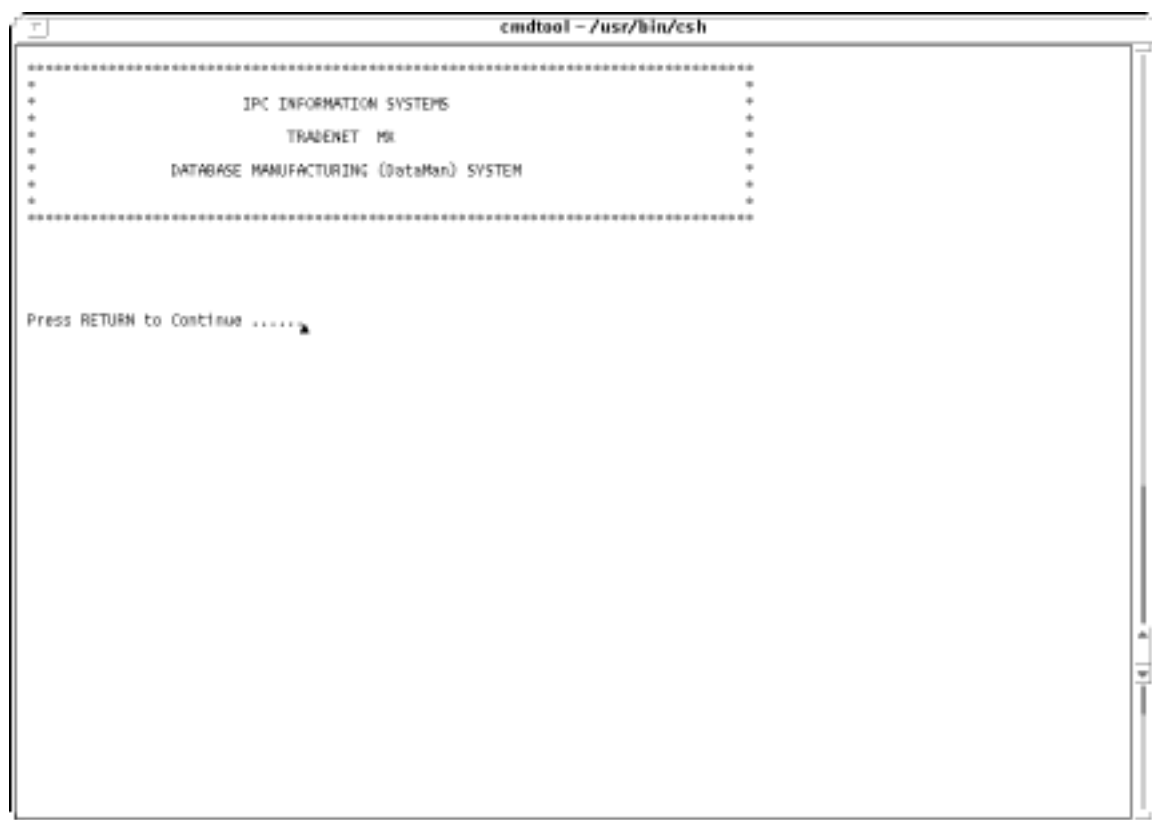 cmdtool – /usr/bin/csh
*********************************************************************************
*                                                                               *
*                       IPC INFORMATION SYSTEMS                                 *
*                                                                               *
*                            TRADENET  MX                                       *
*                                                                               *
*               DATABASE MANUFACTURING (DataMan) SYSTEM                         *
*                                                                               *
*                                                                               *
*********************************************************************************
Press RETURN to Continue ......